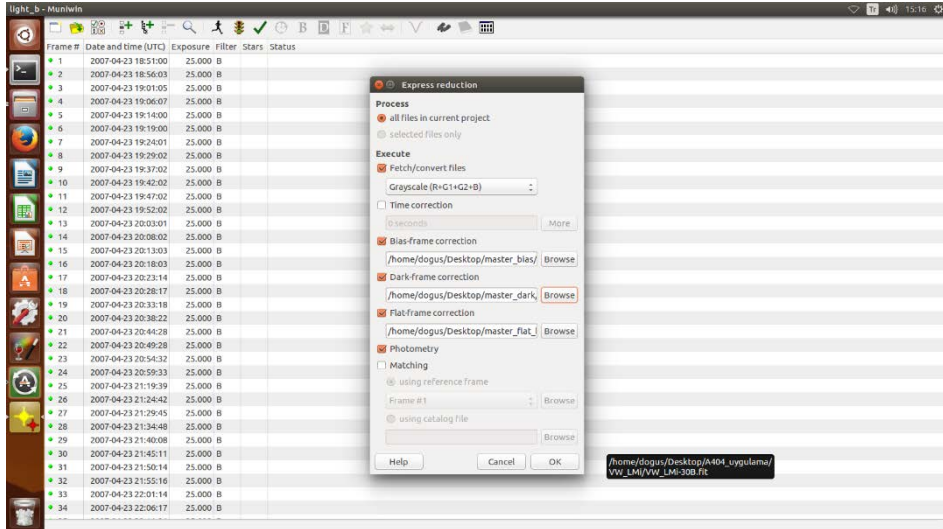 light_b - Muniwin
Tr 15:16
Frame # Date and time (UTC) Exposure Filter Stars Status
1 2007-04-23 18:51:00 25.000 B
2 2007-04-23 18:56:03 25.000 B
3 2007-04-23 19:01:05 25.000 B
4 2007-04-23 19:06:07 25.000 B
5 2007-04-23 19:14:00 25.000 B
6 2007-04-23 19:19:00 25.000 B
7 2007-04-23 19:24:01 25.000 B
8 2007-04-23 19:29:02 25.000 B
9 2007-04-23 19:37:02 25.000 B
10 2007-04-23 19:42:02 25.000 B
11 2007-04-23 19:47:02 25.000 B
12 2007-04-23 19:52:02 25.000 B
13 2007-04-23 20:03:01 25.000 B
14 2007-04-23 20:08:02 25.000 B
15 2007-04-23 20:13:03 25.000 B
16 2007-04-23 20:18:03 25.000 B
17 2007-04-23 20:23:14 25.000 B
18 2007-04-23 20:28:17 25.000 B
19 2007-04-23 20:33:18 25.000 B
20 2007-04-23 20:38:22 25.000 B
21 2007-04-23 20:44:28 25.000 B
22 2007-04-23 20:49:28 25.000 B
23 2007-04-23 20:54:32 25.000 B
24 2007-04-23 20:59:33 25.000 B
25 2007-04-23 21:19:39 25.000 B
26 2007-04-23 21:24:42 25.000 B
27 2007-04-23 21:29:45 25.000 B
28 2007-04-23 21:34:48 25.000 B
29 2007-04-23 21:40:08 25.000 B
30 2007-04-23 21:45:11 25.000 B
31 2007-04-23 21:50:14 25.000 B
32 2007-04-23 21:55:16 25.000 B
33 2007-04-23 22:01:14 25.000 B
34 2007-04-23 22:06:17 25.000 B
Express reduction
Process
all files in current project
selected files only
Execute
Fetch/convert files
Grayscale (R+G1+G2+B)
Time correction
0 seconds More
Bias-frame correction
/home/dogus/Desktop/master_bias/ Browse
Dark-frame correction
/home/dogus/Desktop/master_dark, Browse
Flat-frame correction
/home/dogus/Desktop/master_flat_ Browse
Photometry
Matching
using reference frame
Frame #1 Browse
using catalog file
Browse
Help Cancel OK
/home/dogus/Desktop/A404_uygulama/
VW_LMi/VW_LMi-30B.fit